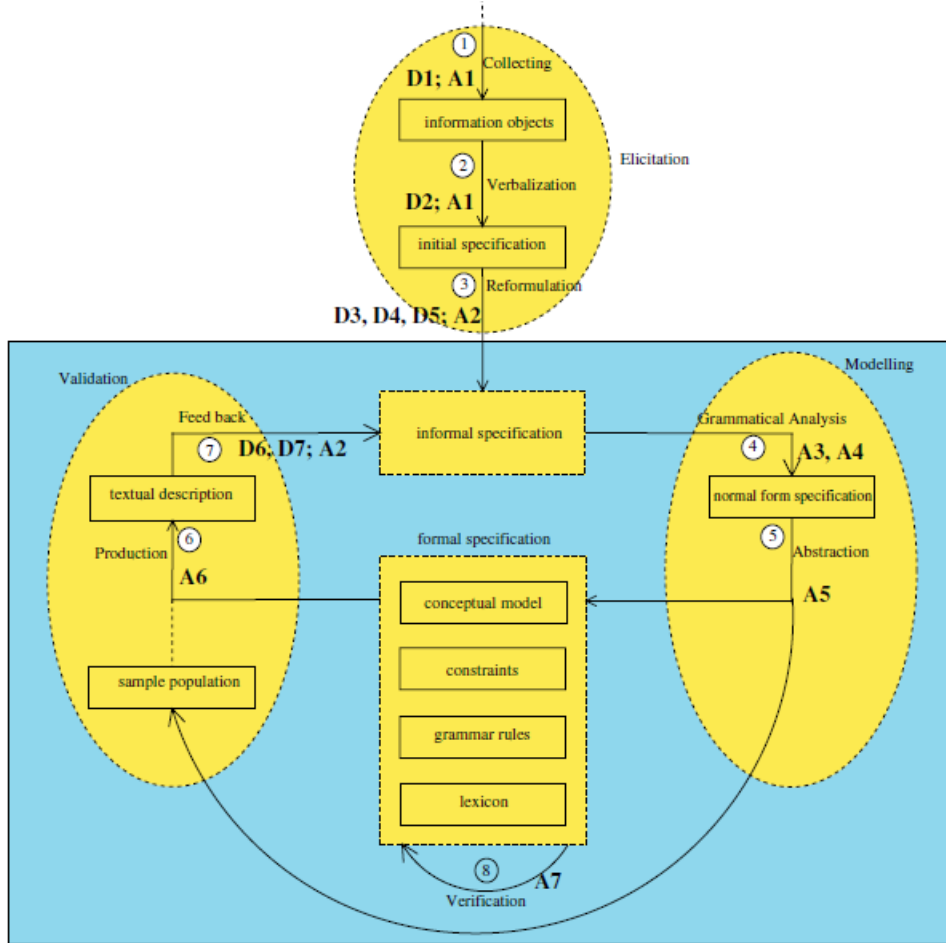 1
Collecting
D1; A1
information objects
2
Elicitation
Verbalization
D2; A1
initial specification
3
Reformulation
D3, D4, D5; A2
Validation
Modelling
Feed back
7
D6, D7; A2
informal specification
Grammatical Analysis
4
A3, A4
textual description
normal form specification
6
Production
A6
formal specification
5
Abstraction
A5
conceptual model
sample population
constraints
grammar rules
lexicon
8
A7
Verification